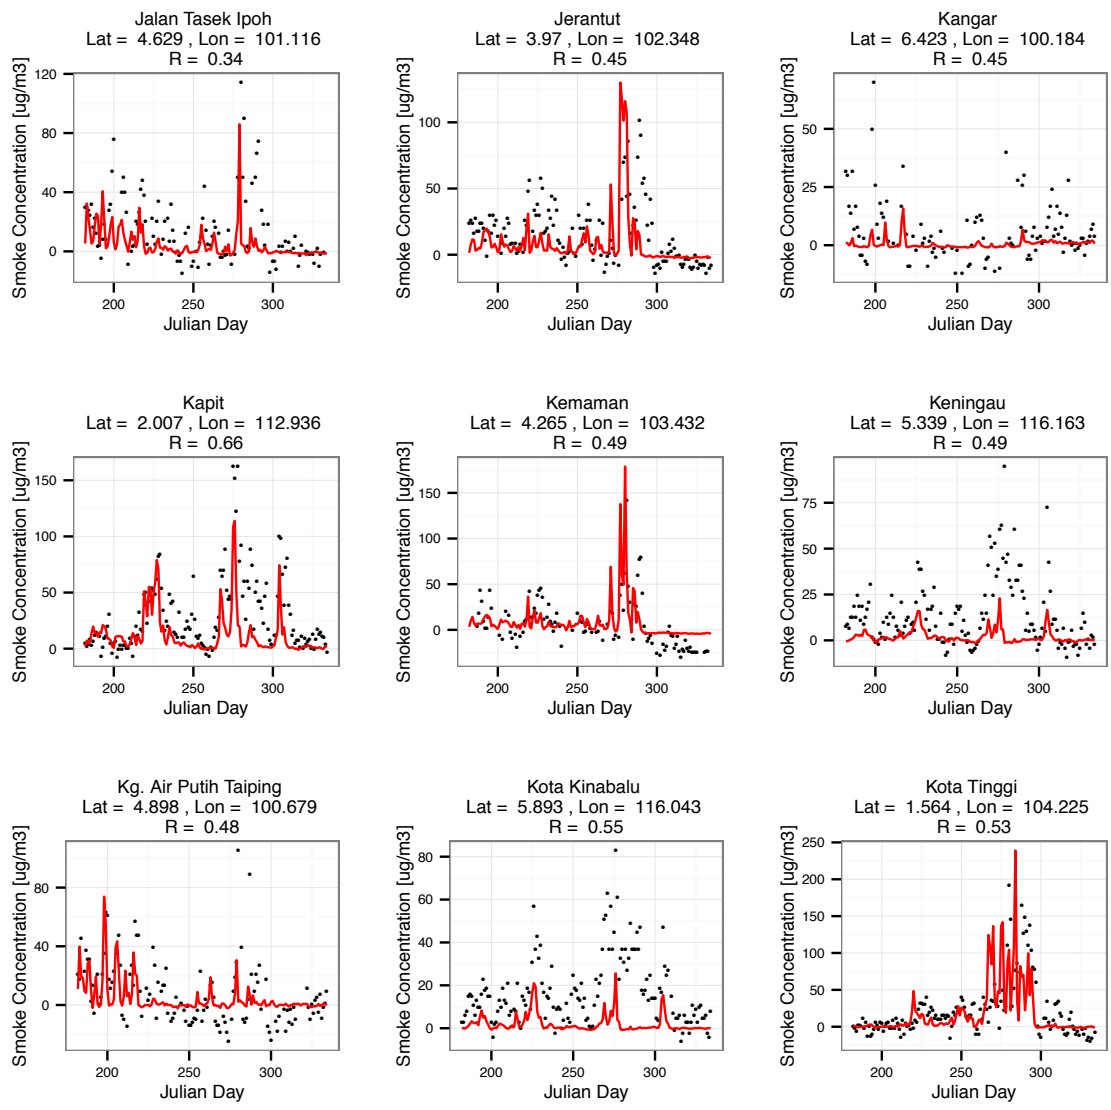 Jalan Tasek Ipoh
Lat = 4.629 , Lon = 101.116
R = 0.34
Smoke Concentration [ug/m3]
120
80
40
0
200
250
300
Julian Day
Jerantut
Lat = 3.97 , Lon = 102.348
R = 0.45
Smoke Concentration [ug/m3]
100
50
0
200
250
300
Julian Day
Kangar
Lat = 6.423 , Lon = 100.184
R = 0.45
Smoke Concentration [ug/m3]
50
25
0
200
250
300
Julian Day
Kapit
Lat = 2.007 , Lon = 112.936
R = 0.66
Smoke Concentration [ug/m3]
150
100
50
0
200
250
300
Julian Day
Kemaman
Lat = 4.265 , Lon = 103.432
R = 0.49
Smoke Concentration [ug/m3]
150
100
50
0
200
250
300
Julian Day
Keningau
Lat = 5.339 , Lon = 116.163
R = 0.49
Smoke Concentration [ug/m3]
75
50
25
0
200
250
300
Julian Day
Kg. Air Putih Taiping
Lat = 4.898 , Lon = 100.679
R = 0.48
Smoke Concentration [ug/m3]
80
40
0
200
250
300
Julian Day
Kota Kinabalu
Lat = 5.893 , Lon = 116.043
R = 0.55
Smoke Concentration [ug/m3]
80
60
40
20
0
200
250
300
Julian Day
Kota Tinggi
Lat = 1.564 , Lon = 104.225
R = 0.53
Smoke Concentration [ug/m3]
250
200
150
100
50
0
200
250
300
Julian Day